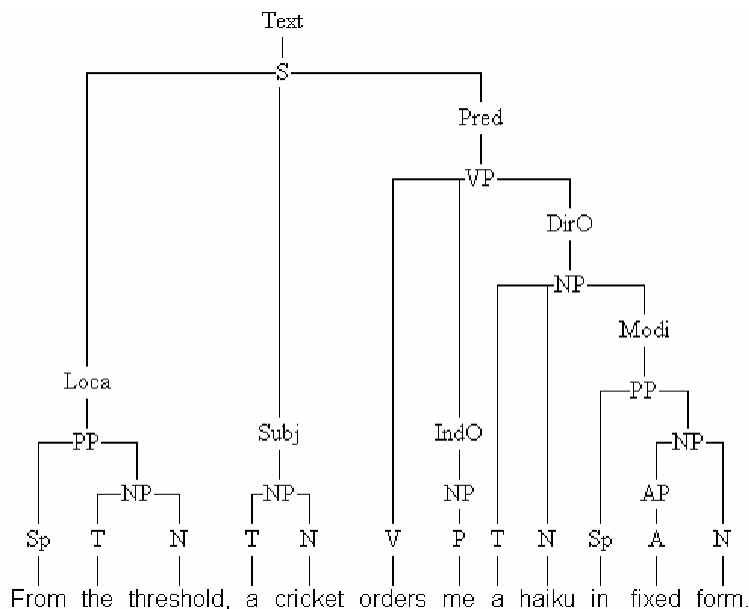 Text
S
Pred
VP
DirO
NP
Modi
Loca PP
Subj IndO
PP NP
NP NP NP AP
Sp T N T N V P T N Sp A N
From the threshold, a cricket orders me a haiku in fixed form.